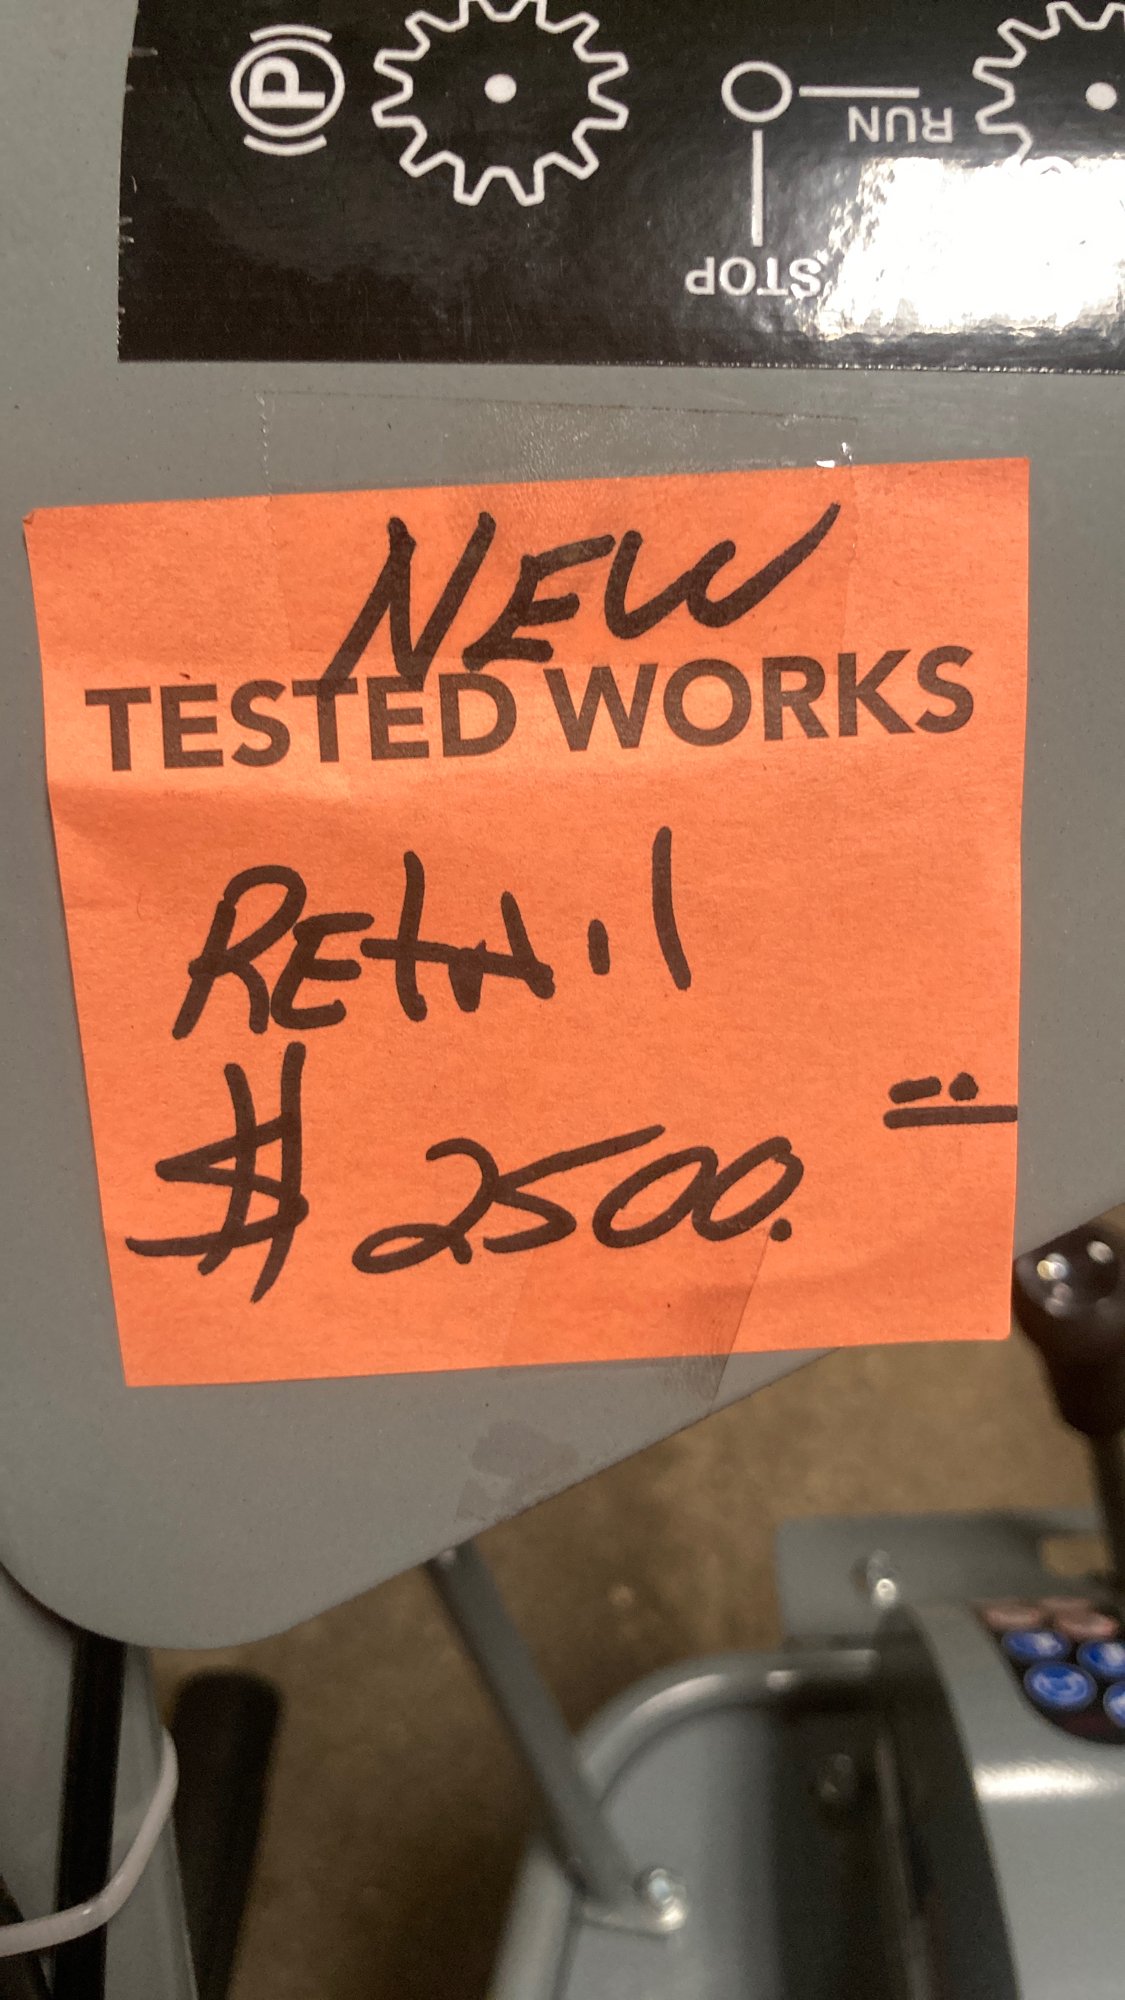 P
RUN
STOP
NEW
TESTED WORKS
Retail
$ 2500.